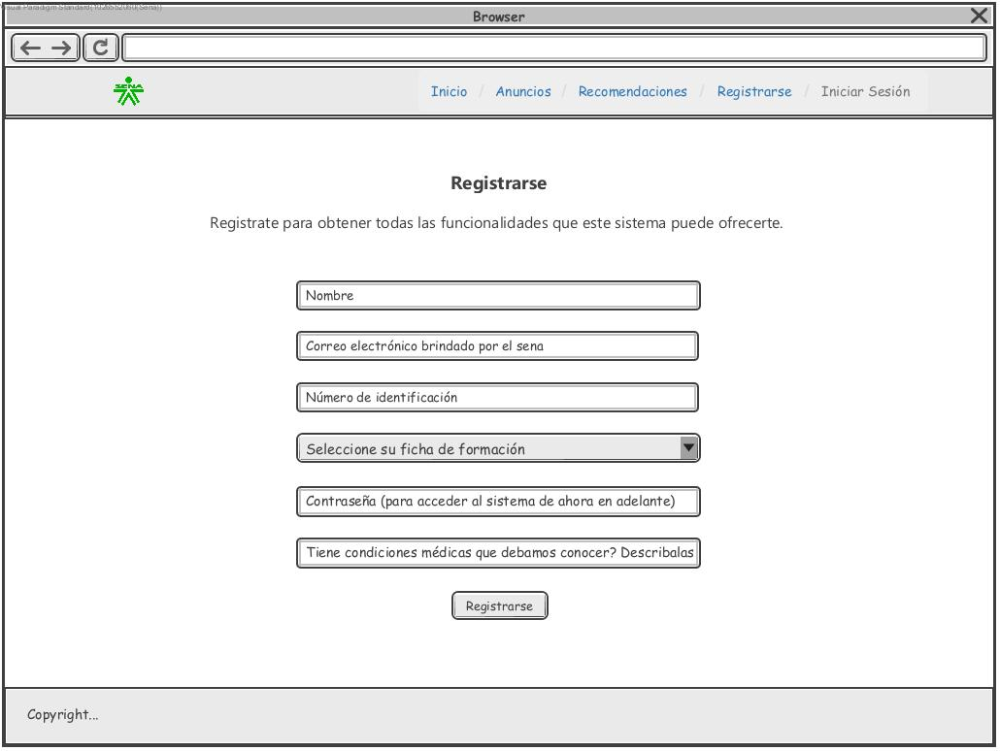 Visual Paradigm Standard(1026552060(Sena))
Browser
SENA
Inicio / Anuncios / Recomendaciones / Registrarse / Iniciar Sesión
Registrarse
Registrate para obtener todas las funcionalidades que este sistema puede ofrecerte.
Nombre
Correo electrónico brindado por el sena
Número de identificación
Seleccione su ficha de formación
Contraseña (para acceder al sistema de ahora en adelante)
Tiene condiciones médicas que debamos conocer? Describalas
Registrarse
Copyright...